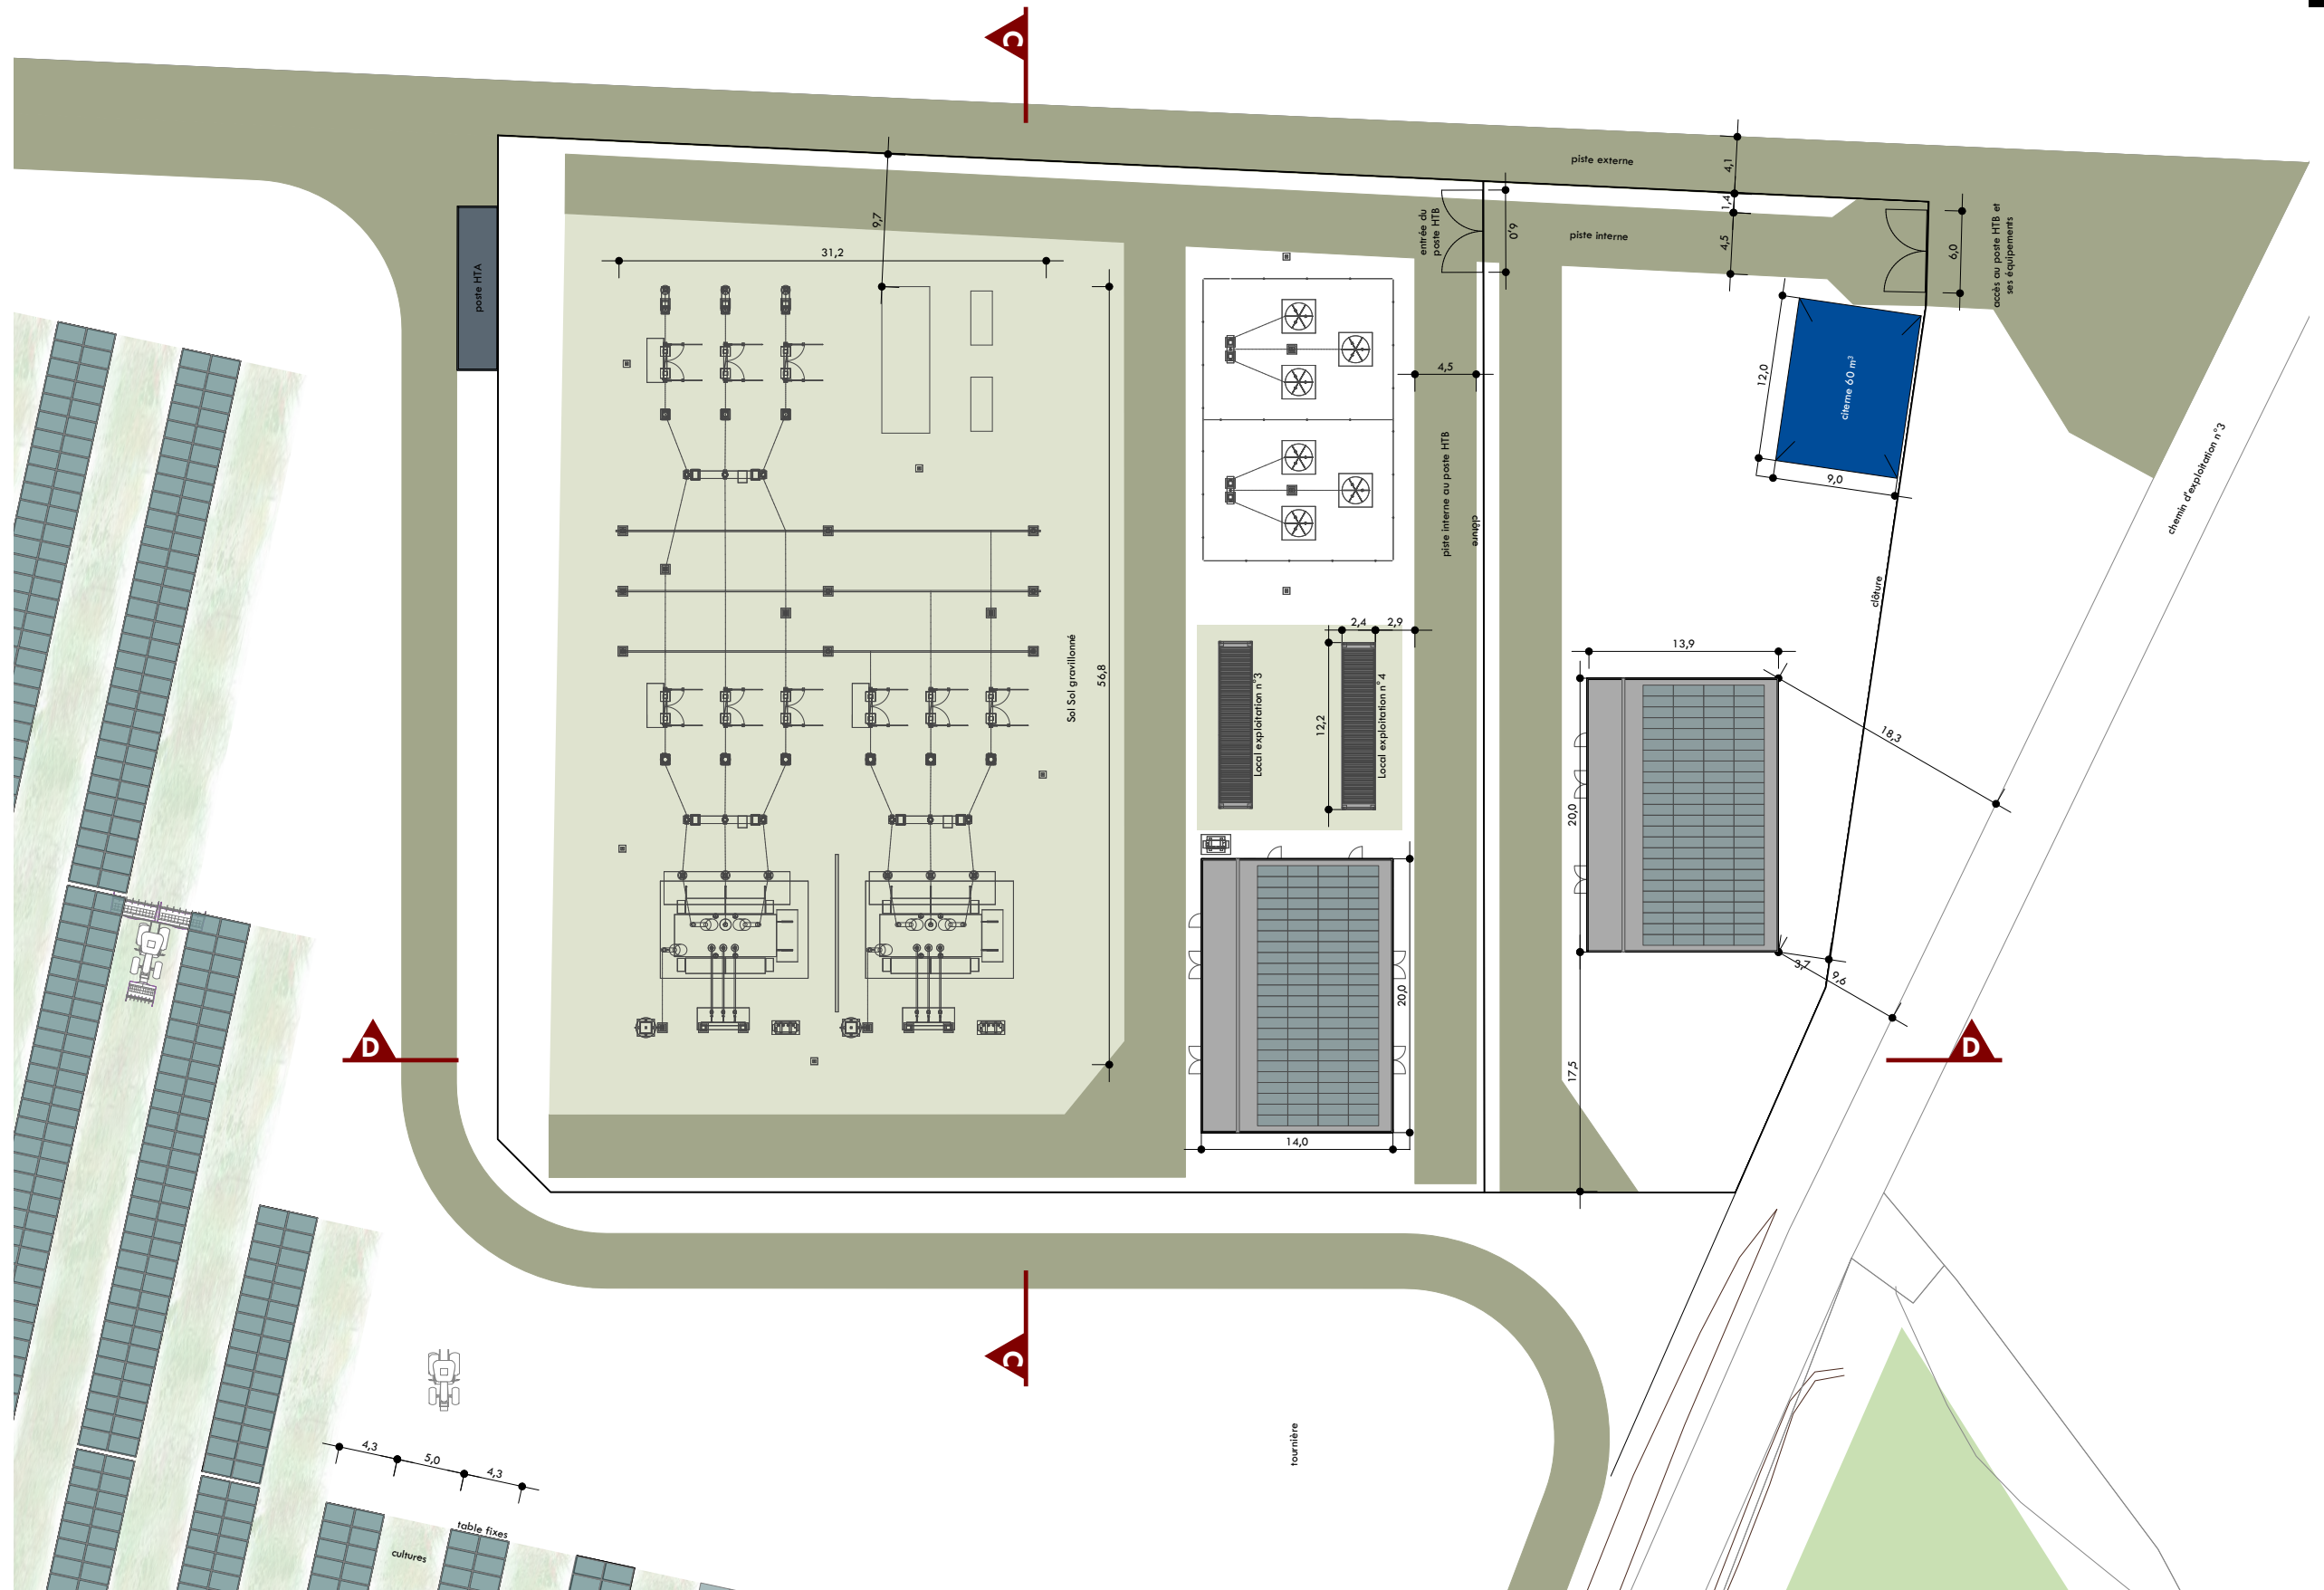 C
piste externe
4,1
1,4
9,7
entrée du
poste HTB
6,0
piste interne
4,5
6,0
accès au poste HTB et
ses équipements
poste HTA
31,2
12,0
citerne 60 m³
9,0
4,5
piste interne au poste HTB
clôture
chemin d'exploitation n°3
clôture
Sol Sol gravillonné
56,8
2,4
2,9
Local exploitation n°3
12,2
Local exploitation n°4
13,9
18,3
20,0
20,0
3,7
9,6
D
D
17,5
14,0
C
tournière
4,3
5,0
4,3
table fixes
cultures